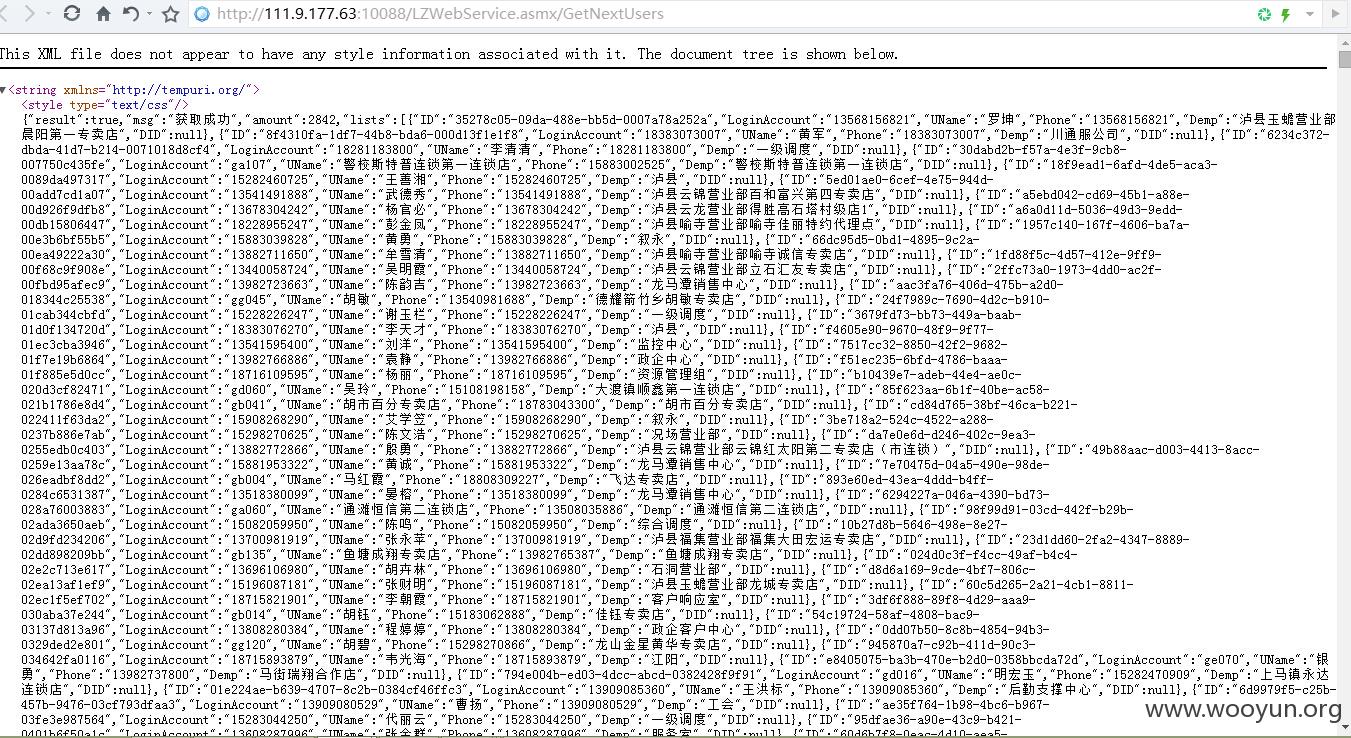 http://111.9.177.63:10088/LZWebService.asmx/GetNextUsers
This XML file does not appear to have any style information associated with it. The document tree is shown below.
<string xmlns="http://tempuri.org/">
<style type="text/css"/>
{"result":true,"msg":"获取成功","amount":2842,"lists":[{"ID":"35278c05-09da-488e-bb5d-0007a78a252a","LoginAccount":"13568156821","UName":"罗坤","Phone":"13568156821","Demp":"泸县玉蟾营业部
晨阳第一专卖店","DID":null},{"ID":"8f4310fa-1df7-44b8-bda6-000d13f1e1f8","LoginAccount":"18383073007","UName":"黄军","Phone":"18383073007","Demp":"川通服公司","DID":null},{"ID":"6234c372-
dbda-41d7-b214-0071018d8cf4","LoginAccount":"18281183800","UName":"李清清","Phone":"18281183800","Demp":"一级调度","DID":null},{"ID":"30dabd2b-f57a-4e3f-9cb8-
007750c435fe","LoginAccount":"ga107","UName":"警校斯特普连锁第一连锁店","Phone":"15883002525","Demp":"警校斯特普连锁第一连锁店","DID":null},{"ID":"18f9ead1-6afd-4de5-aca3-
0089da497317","LoginAccount":"15282460725","UName":"王善湘","Phone":"15282460725","Demp":"泸县","DID":null},{"ID":"5ed01ae0-6cef-4e75-944d-
00add7cd1a07","LoginAccount":"13541491888","UName":"武德秀","Phone":"13541491888","Demp":"泸县云锦营业部百和富兴第四专卖店","DID":null},{"ID":"a5ebd042-cd69-45b1-a88e-
00d926f9dfb8","LoginAccount":"13678304242","UName":"杨官必","Phone":"13678304242","Demp":"泸县云龙营业部得胜高石塔村级店1","DID":null},{"ID":"a6a0d11d-5036-49d3-9edd-
00db15806447","LoginAccount":"18228955247","UName":"彭金凤","Phone":"18228955247","Demp":"泸县喻寺营业部喻寺佳丽特约代理点","DID":null},{"ID":"1957c140-167f-4606-ba7a-
00e3b6bf55b5","LoginAccount":"15883039828","UName":"黄勇","Phone":"15883039828","Demp":"叙永","DID":null},{"ID":"66dc95d5-0bd1-4895-9c2a-
00ea49222a30","LoginAccount":"13882711650","UName":"牟雪清","Phone":"13882711650","Demp":"泸县喻寺营业部喻寺诚信专卖店","DID":null},{"ID":"1fd88f5c-4d57-412e-9ff9-
00f68c9f908e","LoginAccount":"13440058724","UName":"吴明霞","Phone":"13440058724","Demp":"泸县云锦营业部立石汇友专卖店","DID":null},{"ID":"2ffc73a0-1973-4dd0-ac2f-
00fbd95afec9","LoginAccount":"13982723663","UName":"陈韵吉","Phone":"13982723663","Demp":"龙马潭销售中心","DID":null},{"ID":"aac3fa76-406d-475b-a2d0-
018344c25538","LoginAccount":"gg045","UName":"胡敏","Phone":"13540981688","Demp":"德耀箭竹乡胡敏专卖店","DID":null},{"ID":"24f7989c-7690-4d2c-b910-
01cab344cbfd","LoginAccount":"15228226247","UName":"谢玉栏","Phone":"15228226247","Demp":"一级调度","DID":null},{"ID":"3679fd73-bb73-449a-baab-
01d0f134720d","LoginAccount":"18383076270","UName":"李天才","Phone":"18383076270","Demp":"泸县","DID":null},{"ID":"f4605e90-9670-48f9-9f77-
01ec3cba3946","LoginAccount":"13541595400","UName":"刘洋","Phone":"13541595400","Demp":"监控中心","DID":null},{"ID":"7517cc32-8850-42f2-9682-
01f7e19b6864","LoginAccount":"13982766886","UName":"袁静","Phone":"13982766886","Demp":"政企中心","DID":null},{"ID":"f51ec235-6bfd-4786-baaa-
01f885e5d0cc","LoginAccount":"18716109595","UName":"杨丽","Phone":"18716109595","Demp":"资源管理组","DID":null},{"ID":"b10439e7-adeb-44e4-ae0c-
020d3cf82471","LoginAccount":"gd060","UName":"吴玲","Phone":"15108198158","Demp":"大渡镇顺鑫第一连锁店","DID":null},{"ID":"85f623aa-6b1f-40be-ac58-
021b1786e8d4","LoginAccount":"gb041","UName":"胡市百分专卖店","Phone":"18783043300","Demp":"胡市百分专卖店","DID":null},{"ID":"cd84d765-38bf-46ca-b221-
022411f63da2","LoginAccount":"15908268290","UName":"艾学笠","Phone":"15908268290","Demp":"叙永","DID":null},{"ID":"3be718a2-524c-4522-a288-
0237b886e7ab","LoginAccount":"15298270625","UName":"陈文浩","Phone":"15298270625","Demp":"况场营业部","DID":null},{"ID":"da7e0e6d-d246-402c-9ea3-
0255edb0c403","LoginAccount":"13882772866","UName":"殷勇","Phone":"13882772866","Demp":"泸县云锦营业部云锦红太阳第二专卖店（市连锁）","DID":null},{"ID":"49b88aac-d003-4413-8acc-
0259e13aa78c","LoginAccount":"15881953322","UName":"黄诚","Phone":"15881953322","Demp":"龙马潭销售中心","DID":null},{"ID":"7e70475d-04a5-490e-98de-
026eadbf8dd2","LoginAccount":"gb004","UName":"马红霞","Phone":"18808309227","Demp":"飞达专卖店","DID":null},{"ID":"893e60ed-43ea-4ddd-b4ff-
0284c6531387","LoginAccount":"13518380099","UName":"晏榕","Phone":"13518380099","Demp":"龙马潭销售中心","DID":null},{"ID":"6294227a-046a-4390-bd73-
028a76003883","LoginAccount":"ga060","UName":"通滩恒信第二连锁店","Phone":"13508035886","Demp":"通滩恒信第二连锁店","DID":null},{"ID":"98f99d91-03cd-442f-b29b-
02ada3650aeb","LoginAccount":"15082059950","UName":"陈鸣","Phone":"15082059950","Demp":"综合调度","DID":null},{"ID":"10b27d8b-5646-498e-8e27-
02d9fd234206","LoginAccount":"13700981919","UName":"张永苹","Phone":"13700981919","Demp":"泸县福集营业部福集大田宏运专卖店","DID":null},{"ID":"23d1dd60-2fa2-4347-8889-
02dd898209bb","LoginAccount":"gb135","UName":"鱼塘成翔专卖店","Phone":"13982765387","Demp":"鱼塘成翔专卖店","DID":null},{"ID":"024d0c3f-f4cc-49af-b4c4-
02e2c713e617","LoginAccount":"13696106980","UName":"胡卉林","Phone":"13696106980","Demp":"石洞营业部","DID":null},{"ID":"d8d6a169-9cde-4bf7-806c-
02ea13af1ef9","LoginAccount":"15196087181","UName":"张财明","Phone":"15196087181","Demp":"泸县玉蟾营业部龙城专卖店","DID":null},{"ID":"60c5d265-2a21-4cb1-8811-
02ec1f5ef702","LoginAccount":"18715821901","UName":"李朝霞","Phone":"18715821901","Demp":"客户响应室","DID":null},{"ID":"3df6f888-89f8-4d29-aaa9-
030aba37e244","LoginAccount":"gb014","UName":"胡钰","Phone":"15183062888","Demp":"佳钰专卖店","DID":null},{"ID":"54c19724-58af-4808-bac9-
03137d813a96","LoginAccount":"13808280384","UName":"程婷婷","Phone":"13808280384","Demp":"政企客户中心","DID":null},{"ID":"0dd07b50-8c8b-4854-94b3-
0329ded2e801","LoginAccount":"gg120","UName":"胡碧","Phone":"15298270866","Demp":"龙山金星黄华专卖店","DID":null},{"ID":"945870a7-c92b-411d-90c3-
034642fa0116","LoginAccount":"18715893879","UName":"韦光海","Phone":"18715893879","Demp":"江阳","DID":null},{"ID":"e8405075-ba3b-470e-b2d0-0358bbcda72d","LoginAccount":"ge070","UName":"银
勇","Phone":"13982737800","Demp":"马街瑞翔合作店","DID":null},{"ID":"794e004b-ed03-4dcc-abcd-0382428f9f91","LoginAccount":"gd016","UName":"明宏玉","Phone":"15282470909","Demp":"上马镇永达
连锁店","DID":null},{"ID":"01e224ae-b639-4707-8c2b-0384cf46ffc3","LoginAccount":"13909085360","UName":"王洪标","Phone":"13909085360","Demp":"后勤支撑中心","DID":null},{"ID":"6d9979f5-c25b-
457b-9476-03cf793dfaa3","LoginAccount":"13909080529","UName":"曹扬","Phone":"13909080529","Demp":"工会","DID":null},{"ID":"ae35f764-1b98-4bc6-b967-
03fe3e987564","LoginAccount":"15283044250","UName":"代丽云","Phone":"15283044250","Demp":"一级调度","DID":null},{"ID":"95dfae36-a90e-43c9-b421-
www.wooyun.org